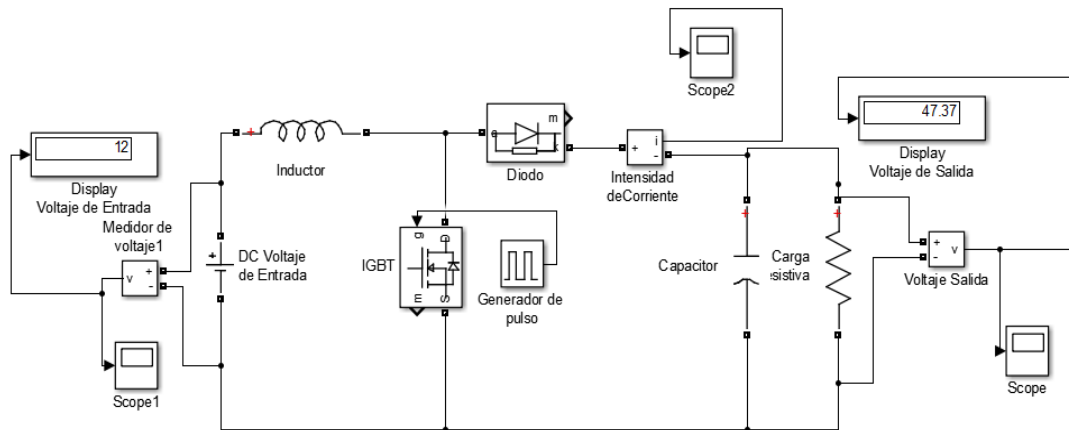 Scope2
47.37
Display
Voltaje de Salida
12
Display
Voltaje de Entrada
Inductor
m
a
k
Diodo
+
i
-
Intensidad
deCorriente
Medidor de
voltaje1
v
+
-
DC Voltaje
de Entrada
+
IGBT
g
D
m
S
Generador de
pulso
Capacitor
Carga
esistiva
+
-
v
Voltaje Salida
Scope1
Scope